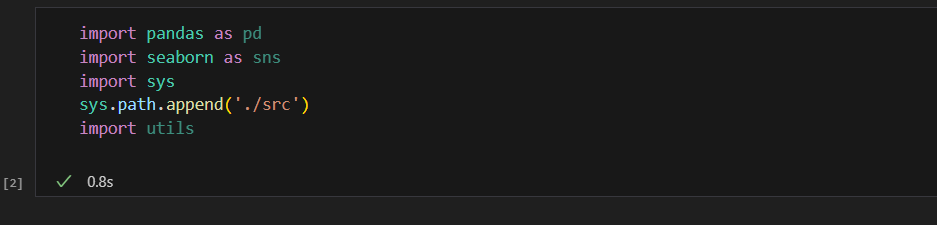 import pandas as pd
import seaborn as sns
import sys
sys.path.append('./src')
import utils
[2]
0.8s